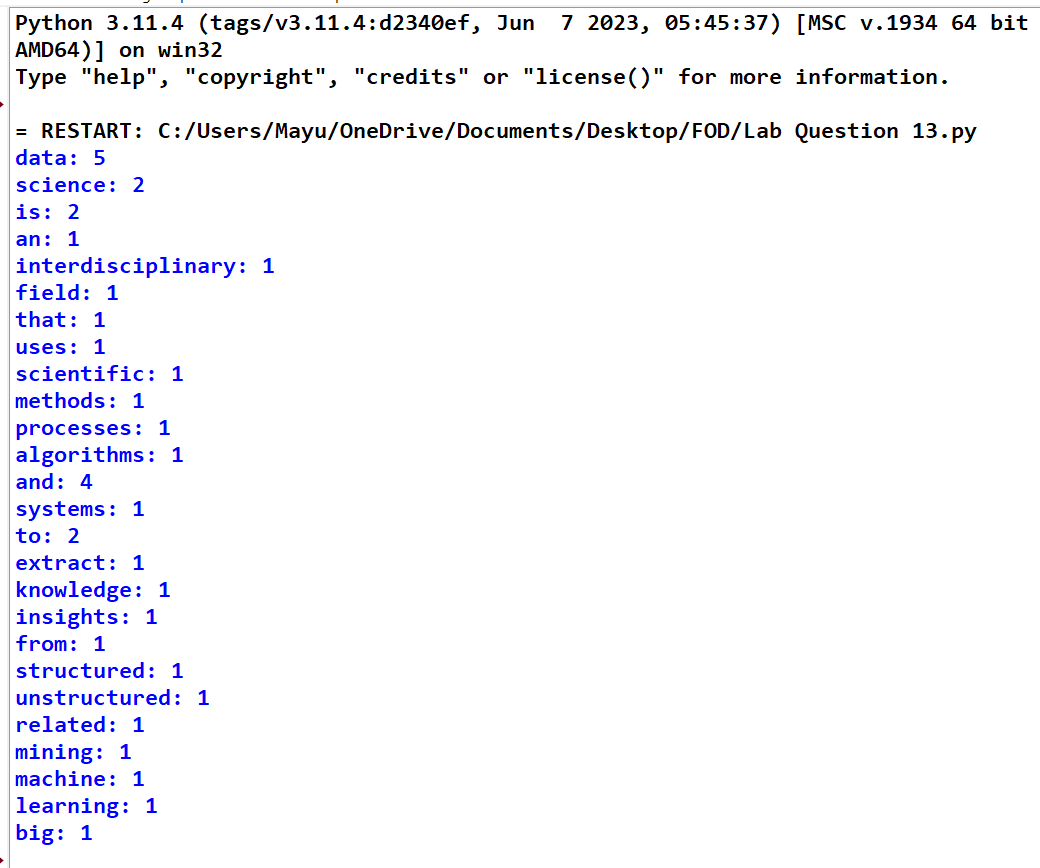 Python 3.11.4 (tags/v3.11.4:d2340ef, Jun  7 2023, 05:45:37) [MSC v.1934 64 bit
AMD64)] on win32
Type "help", "copyright", "credits" or "license()" for more information.
= RESTART: C:/Users/Mayu/OneDrive/Documents/Desktop/FOD/Lab Question 13.py
data: 5
science: 2
is: 2
an: 1
interdisciplinary: 1
field: 1
that: 1
uses: 1
scientific: 1
methods: 1
processes: 1
algorithms: 1
and: 4
systems: 1
to: 2
extract: 1
knowledge: 1
insights: 1
from: 1
structured: 1
unstructured: 1
related: 1
mining: 1
machine: 1
learning: 1
big: 1